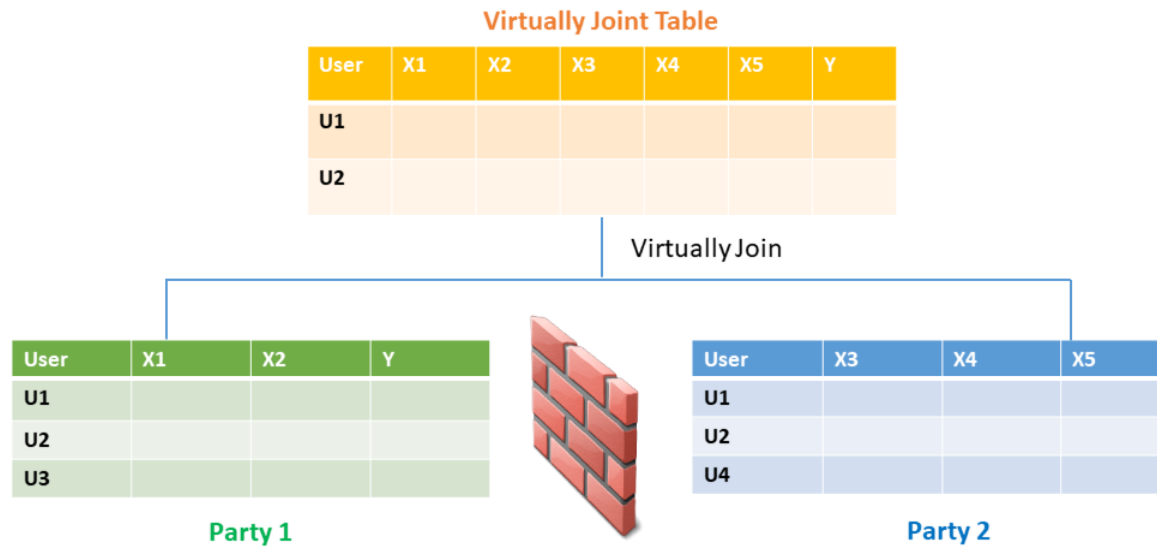 Virtually Joint Table
User X1 X2 X3 X4 X5 Y
U1
U2
Virtually Join
User X1 X2 Y
U1
U2
U3
Party 1
User X3 X4 X5
U1
U2
U4
Party 2